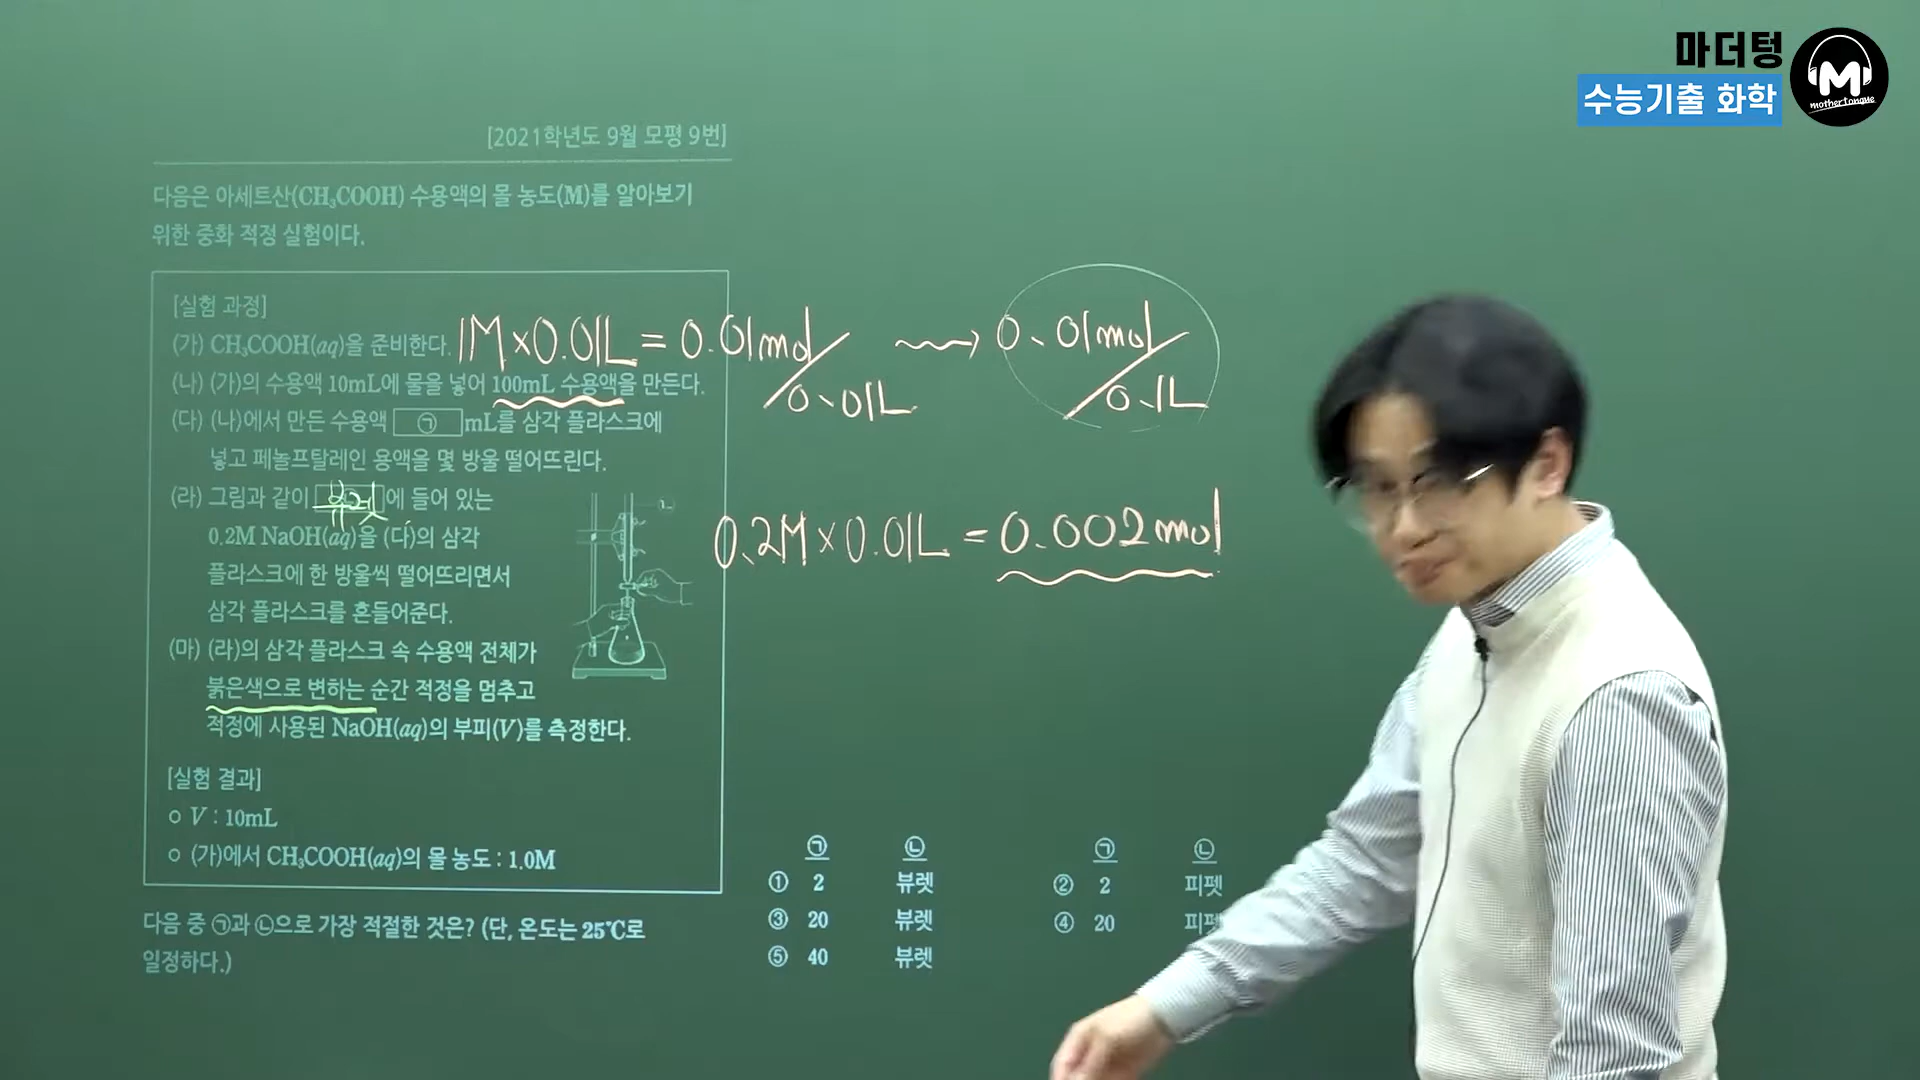 마더텅
수능기출 화학
M
mothertongue
[2021학년도 9월 모평 9번]
다음은 아세트산(CH₃COOH) 수용액의 몰 농도(M)를 알아보기
위한 중화 적정 실험이다.
[실험 과정]
(가) CH₃COOH(aq)을 준비한다.
(나) (가)의 수용액 10mL에 물을 넣어 100mL 수용액을 만든다.
(다) (나)에서 만든 수용액 ㉠ mL를 삼각 플라스크에
넣고 페놀프탈레인 용액을 몇 방울 떨어뜨린다.
(라) 그림과 같이 뷰렛에 들어 있는
0.2M NaOH(aq)을 (다)의 삼각
플라스크에 한 방울씩 떨어뜨리면서
삼각 플라스크를 흔들어준다.
(마) (라)의 삼각 플라스크 속 수용액 전체가
붉은색으로 변하는 순간 적정을 멈추고
적정에 사용된 NaOH(aq)의 부피(V)를 측정한다.
[실험 결과]
○ V : 10mL
○ (가)에서 CH₃COOH(aq)의 몰 농도 : 1.0M
다음 중 ㉠과 ㉡으로 가장 적절한 것은? (단, 온도는 25℃로
일정하다.)
1M×0.01L = 0.01mol/0.01L → 0.01mol/0.1L
0.2M×0.01L = 0.002mol
㉠ ㉡ ㉠ ㉡
① 2 뷰렛 ② 2 피펫
③ 20 뷰렛 ④ 20 피펫
⑤ 40 뷰렛